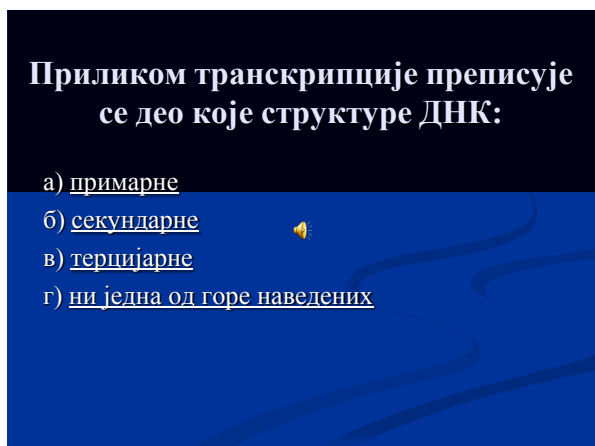 Приликом транскрипције преписује
се део које структуре ДНК:
а) примарне
б) секундарне
в) терцијарне
г) ни једна од горе наведених